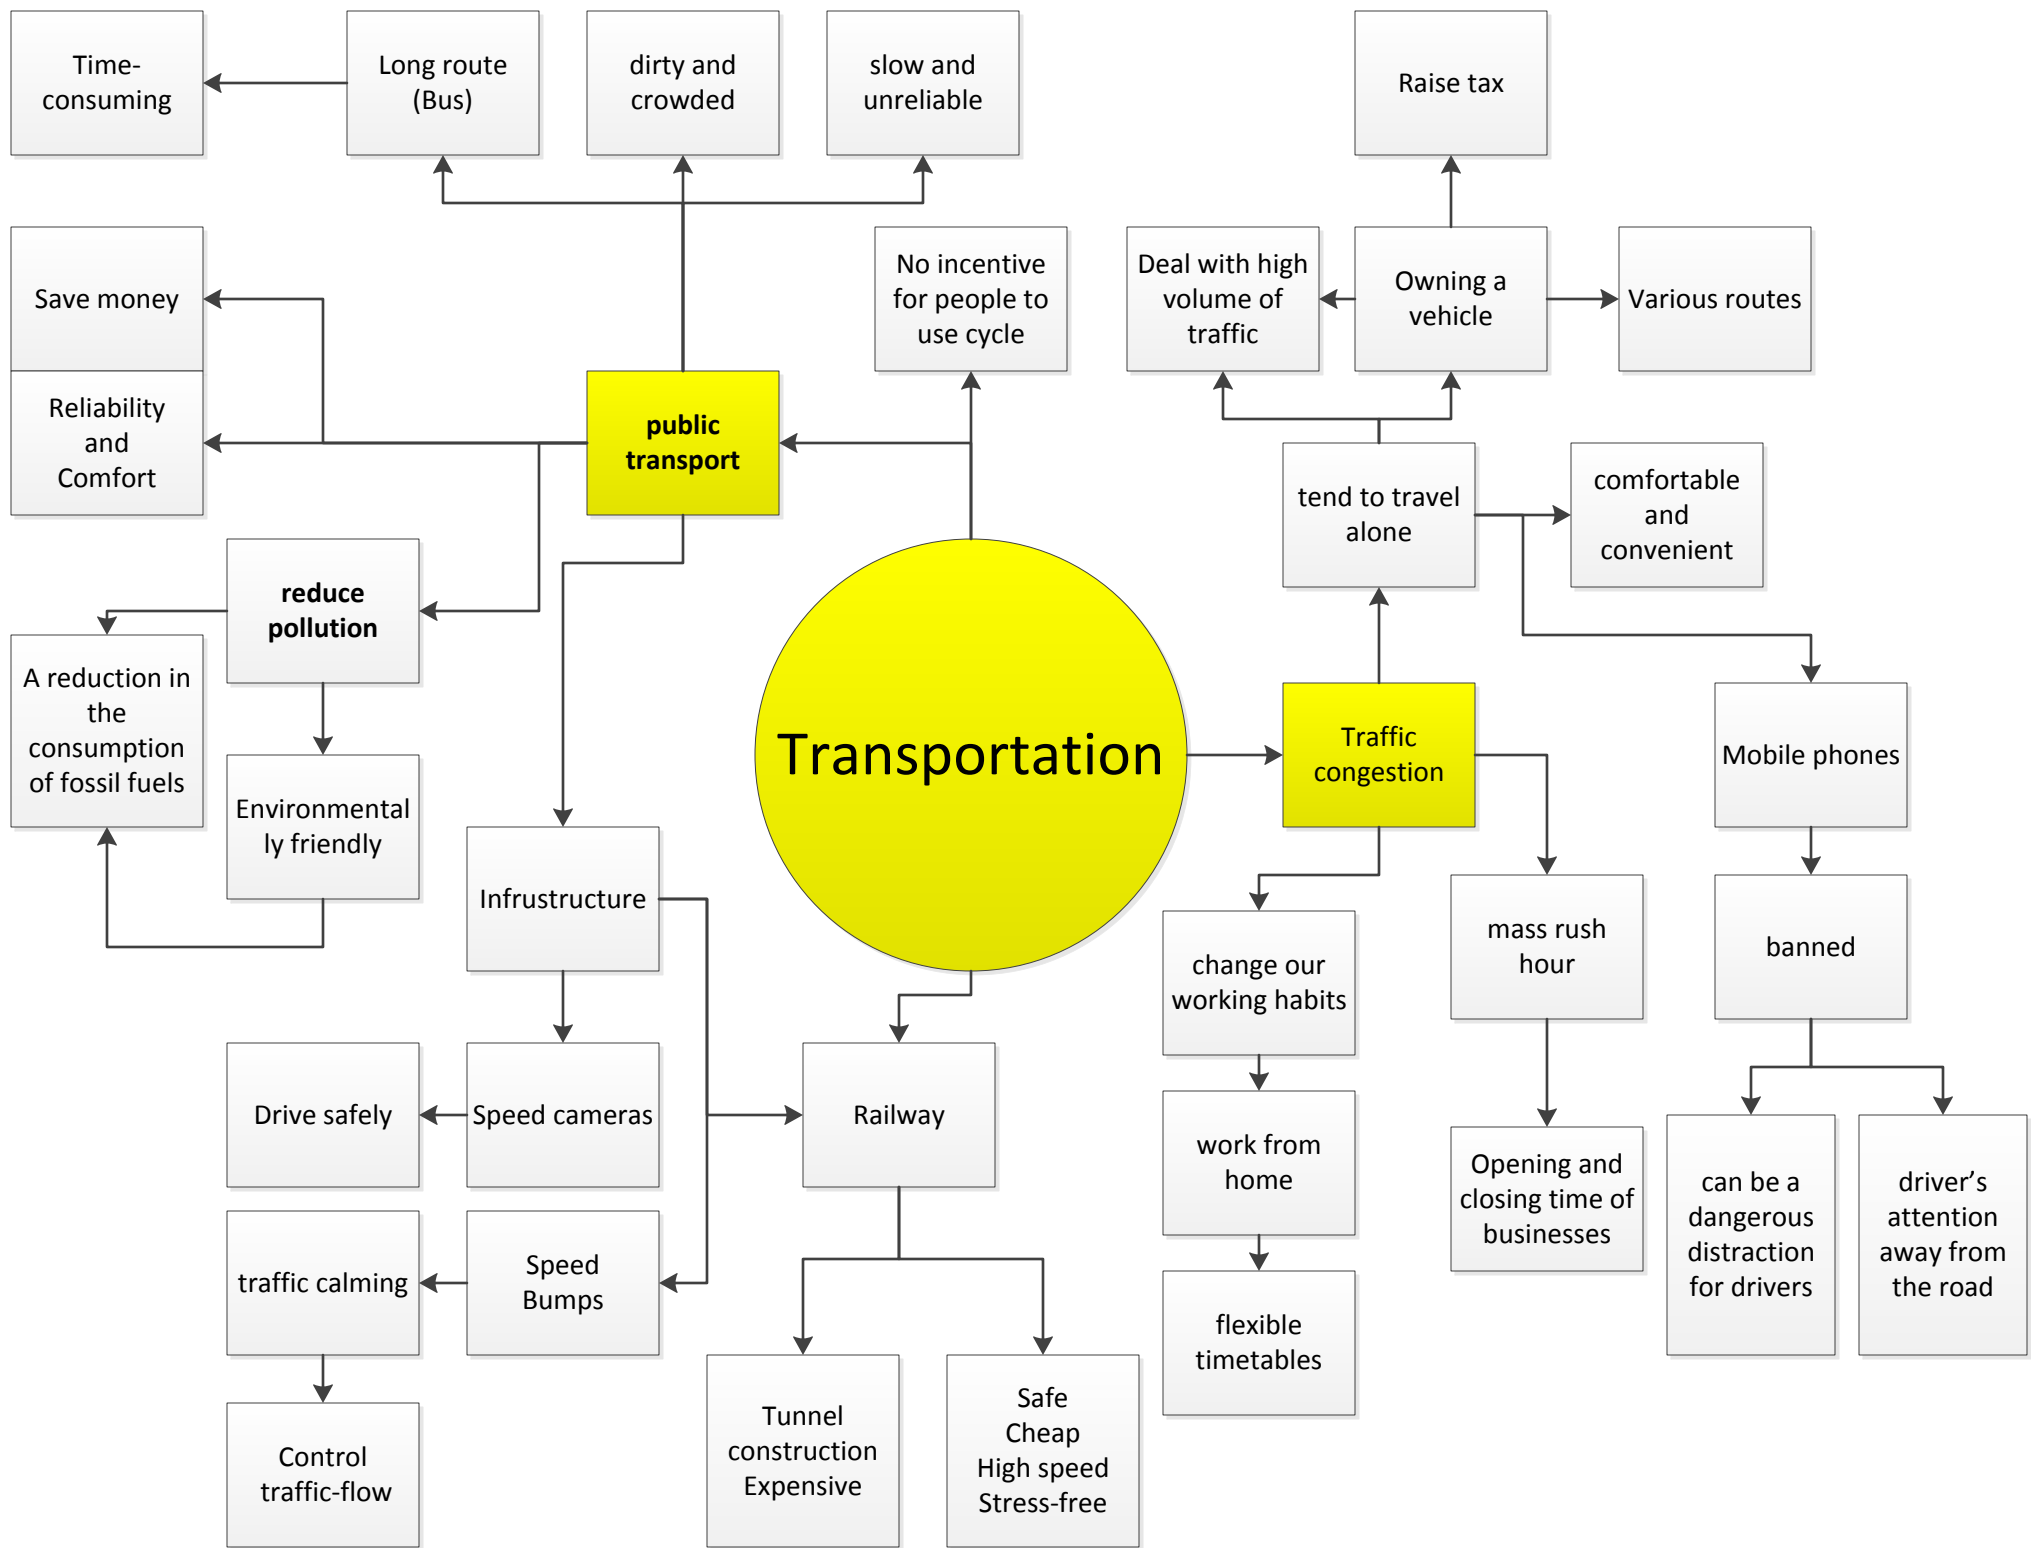 Time-
consuming
Long route
(Bus)
dirty and
crowded
slow and
unreliable
Raise tax
Save money
No incentive
for people to
use cycle
Deal with high
volume of
traffic
Owning a
vehicle
Various routes
Reliability
and
Comfort
public
transport
tend to travel
alone
comfortable
and
convenient
reduce
pollution
A reduction in
the
consumption
of fossil fuels
Environmental
ly friendly
Transportation
Traffic
congestion
Mobile phones
Infrustructure
change our
working habits
mass rush
hour
banned
Drive safely
Speed cameras
Railway
work from
home
Opening and
closing time of
businesses
can be a
dangerous
distraction
for drivers
driver’s
attention
away from
the road
traffic calming
Speed
Bumps
flexible
timetables
Control
traffic-flow
Tunnel
construction
Expensive
Safe
Cheap
High speed
Stress-free